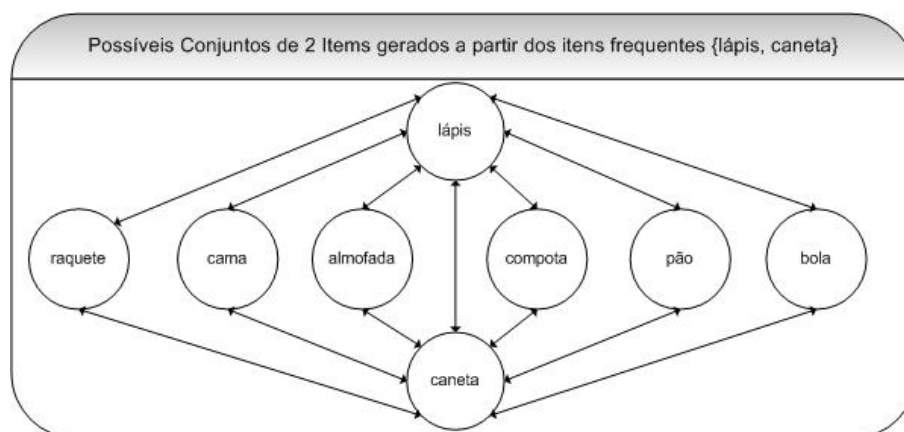 Possíveis Conjuntos de 2 Items gerados a partir dos itens frequentes {lápis, caneta}
lápis
raquete
cama
almofada
compota
pão
bola
caneta